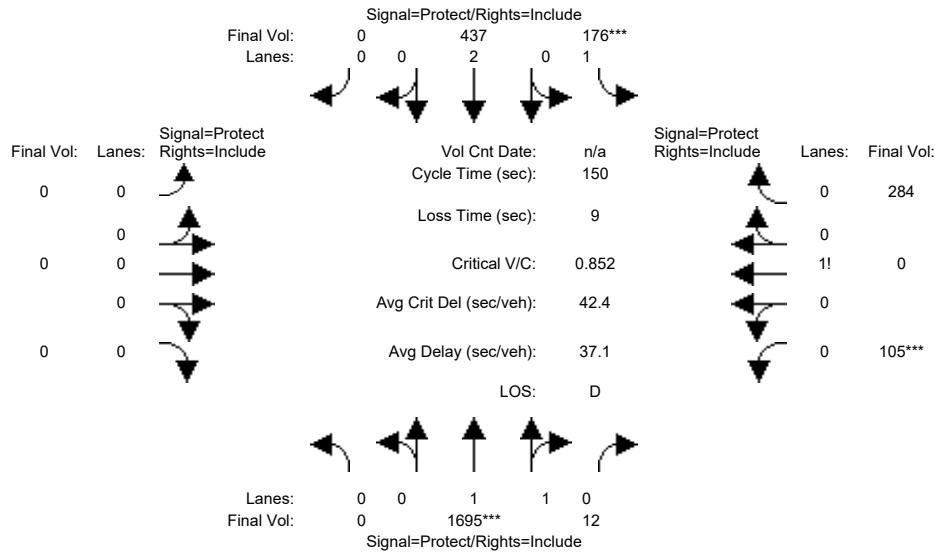 Signal=Protect/Rights=Include
Final Vol: 0 437 176***
Lanes: 0 0 2 0 1
Signal=Protect Signal=Protect
Final Vol: Lanes: Rights=Include Vol Cnt Date: n/a Rights=Include Lanes: Final Vol:
Cycle Time (sec): 150
0 0 0 284
Loss Time (sec): 9
0 0
0 0 Critical V/C: 0.852 1! 0
0 Avg Crit Del (sec/veh): 42.4 0
0 0 Avg Delay (sec/veh): 37.1 0 105***
LOS: D
Lanes: 0 0 1 1 0
Final Vol: 0 1695*** 12
Signal=Protect/Rights=Include